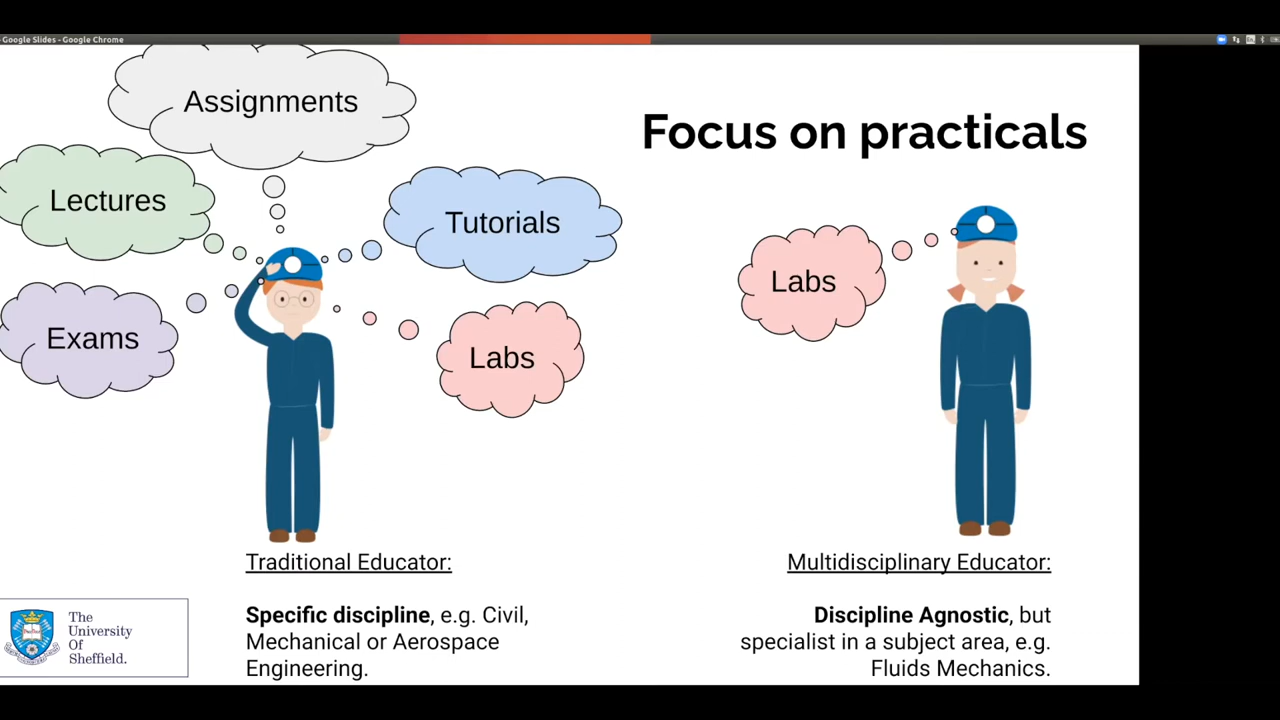 - Google Slides - Google Chrome
Assignments
Focus on practicals
Lectures
Tutorials
Labs
Exams
Labs
Traditional Educator:
Specific discipline, e.g. Civil,
Mechanical or Aerospace
Engineering.
Multidisciplinary Educator:
Discipline Agnostic, but
specialist in a subject area, e.g.
Fluids Mechanics.
The
University
Of
Sheffield.